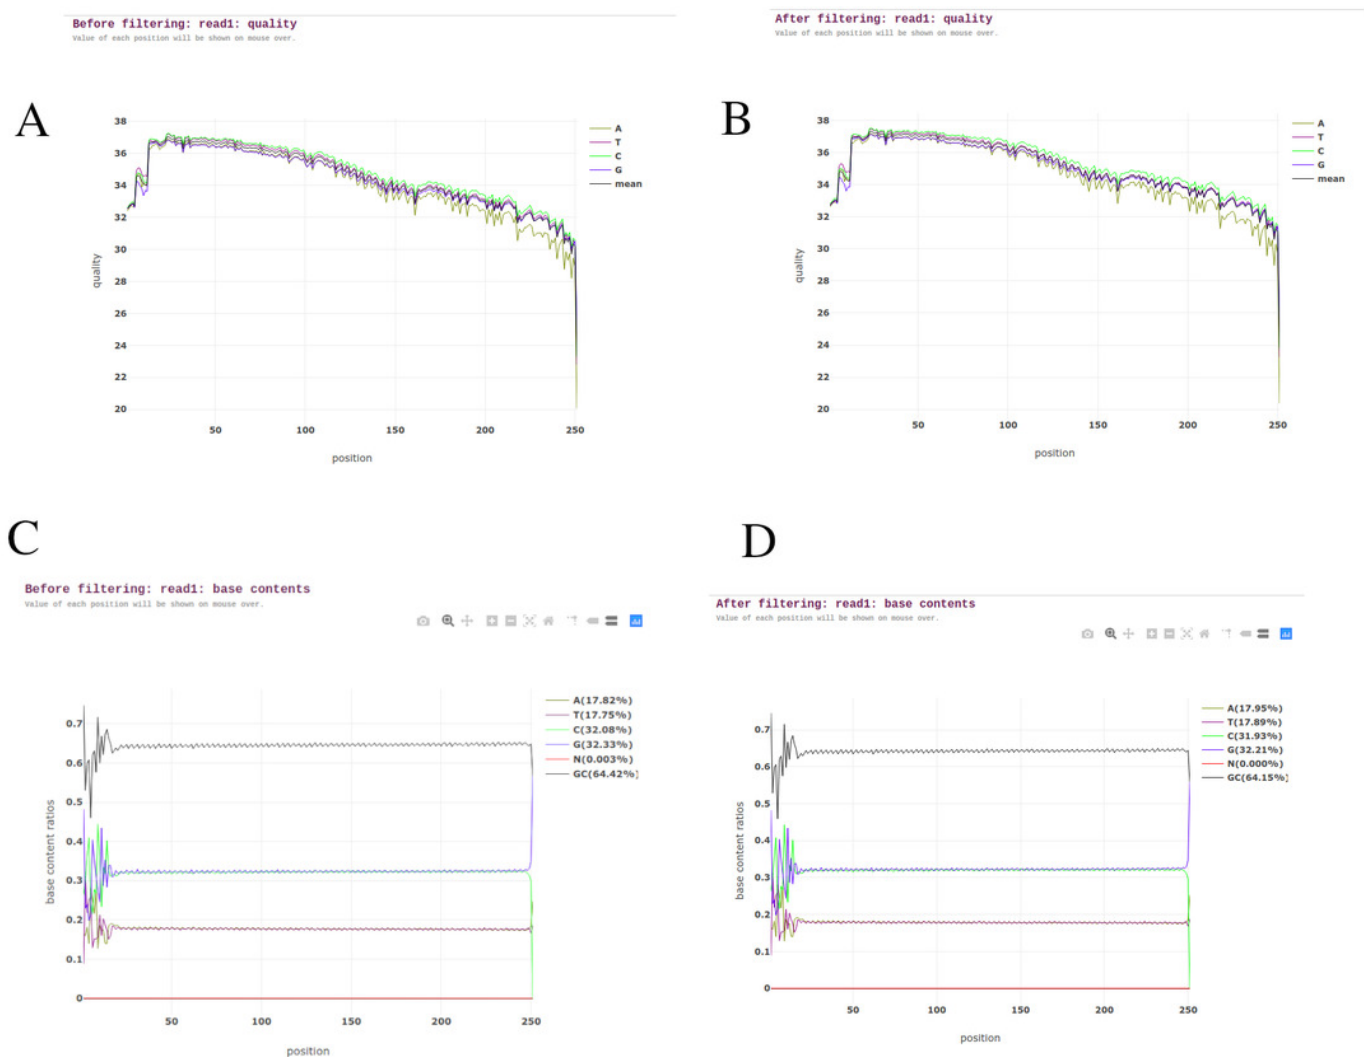 Before filtering: read1: quality
Value of each position will be shown on mouse over.
A
38
36
34
32
30
28
26
24
22
20
quality
50
100
150
200
250
position
A
T
C
G
mean
After filtering: read1: quality
Value of each position will be shown on mouse over.
B
38
36
34
32
30
28
26
24
22
20
quality
50
100
150
200
250
position
A
T
C
G
mean
C
Before filtering: read1: base contents
Value of each position will be shown on mouse over.
0.7
0.6
0.5
0.4
0.3
0.2
0.1
0
base content ratios
50
100
150
200
250
position
A(17.82%)
T(17.75%)
C(32.08%)
G(32.33%)
N(0.003%)
GC(64.42%)
D
After filtering: read1: base contents
Value of each position will be shown on mouse over.
0.7
0.6
0.5
0.4
0.3
0.2
0.1
0
base content ratios
50
100
150
200
250
position
A(17.95%)
T(17.89%)
C(31.93%)
G(32.21%)
N(0.000%)
GC(64.15%)